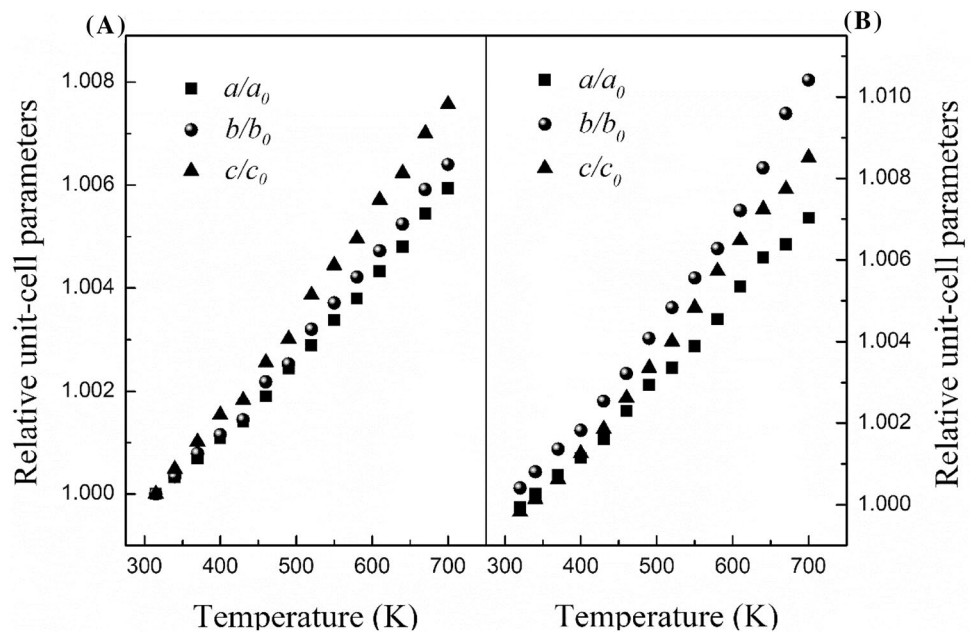 (A)
Relative unit-cell parameters
1.008
1.006
1.004
1.002
1.000
a/a0
b/b0
c/c0
300 400 500 600 700
Temperature (K)
(B)
a/a0
b/b0
c/c0
1.010
1.008
1.006
1.004
1.002
1.000
Relative unit-cell parameters
300 400 500 600 700
Temperature (K)